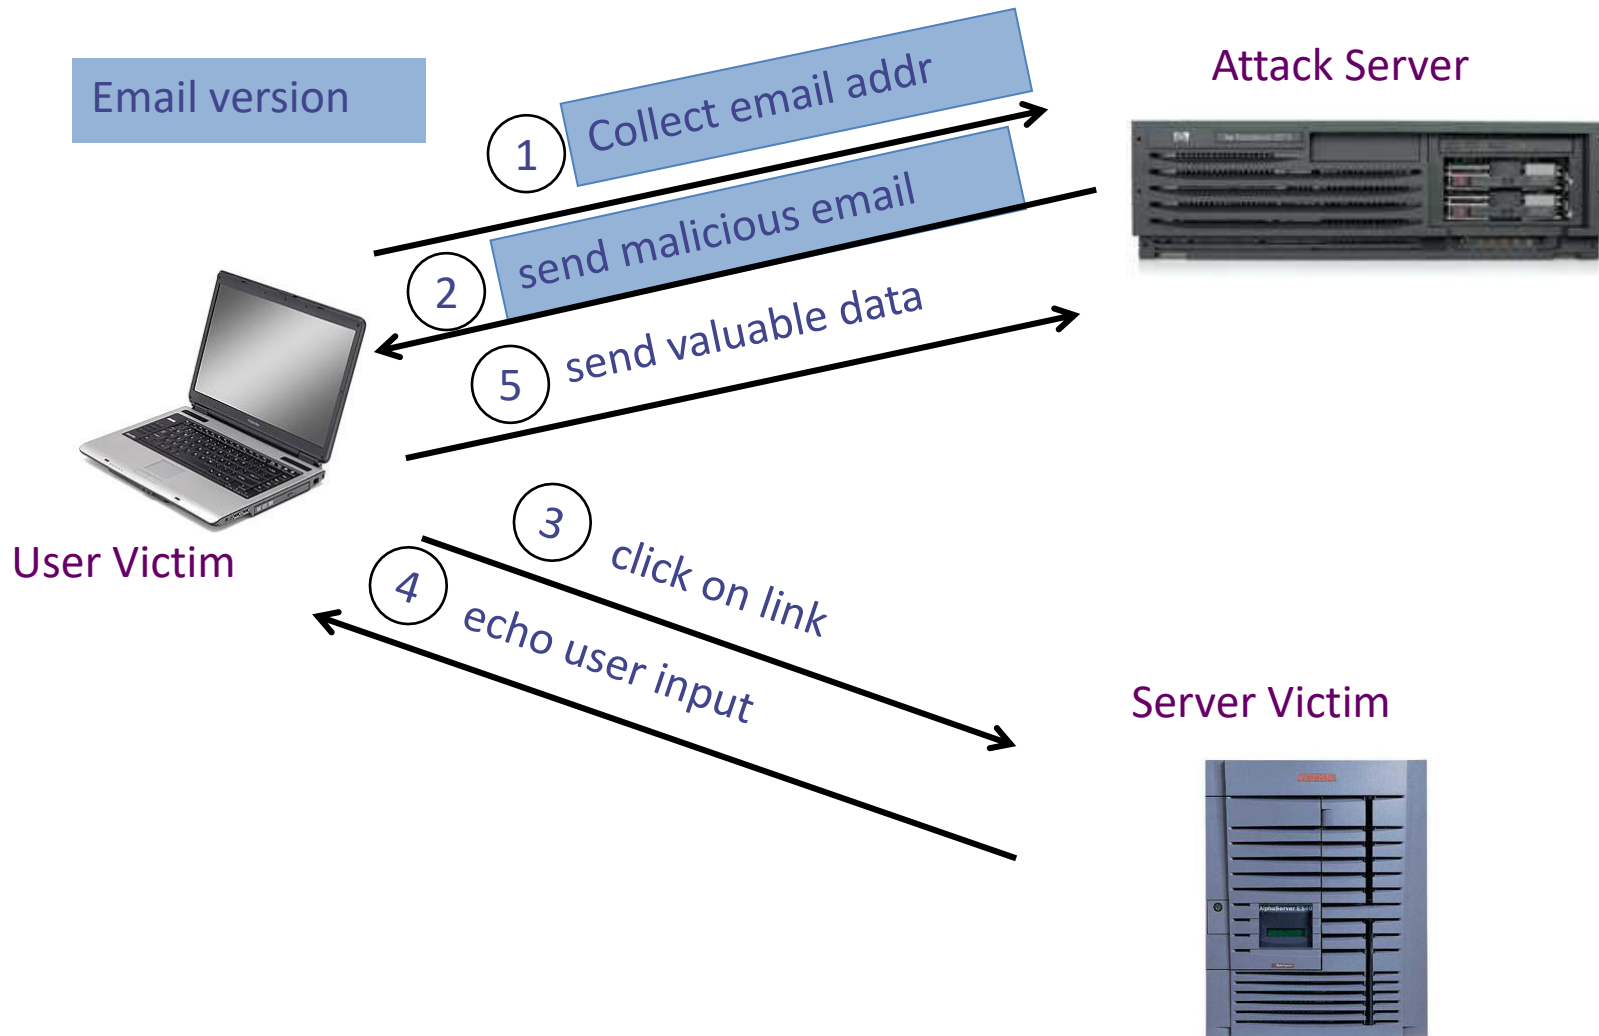 Email version
Attack Server
1
Collect email addr
2
send malicious email
5
send valuable data
User Victim
3
click on link
4
echo user input
Server Victim
AlphaServer